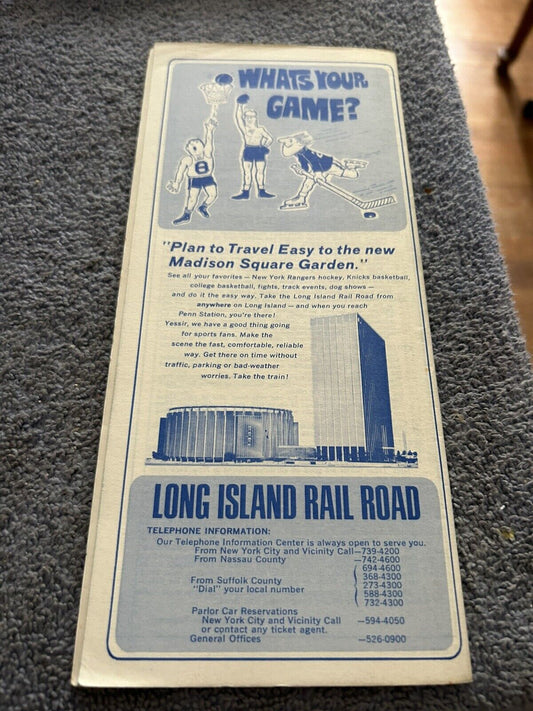 WHATS YOUR
GAME?
8
"Plan to Travel Easy to the new
Madison Square Garden."
See all your favorites — New York Rangers hockey, Knicks basketball,
college basketball, fights, track events, dog shows —
and do it the easy way. Take the Long Island Rail Road from
anywhere on Long Island — and when you reach
Penn Station, you're there!
Yessir, we have a good thing going
for sports fans. Make the
scene the fast, comfortable, reliable
way. Get there on time without
traffic, parking or bad-weather
worries. Take the train!
LONG ISLAND RAIL ROAD
TELEPHONE INFORMATION:
Our Telephone Information Center is always open to serve you.
From New York City and Vicinity Call—739-4200
From Nassau County —742-4600
694-4600
From Suffolk County 368-4300
"Dial" your local number 273-4300
588-4300
732-4300
Parlor Car Reservations
New York City and Vicinity Call —594-4050
or contact any ticket agent.
General Offices —526-0900